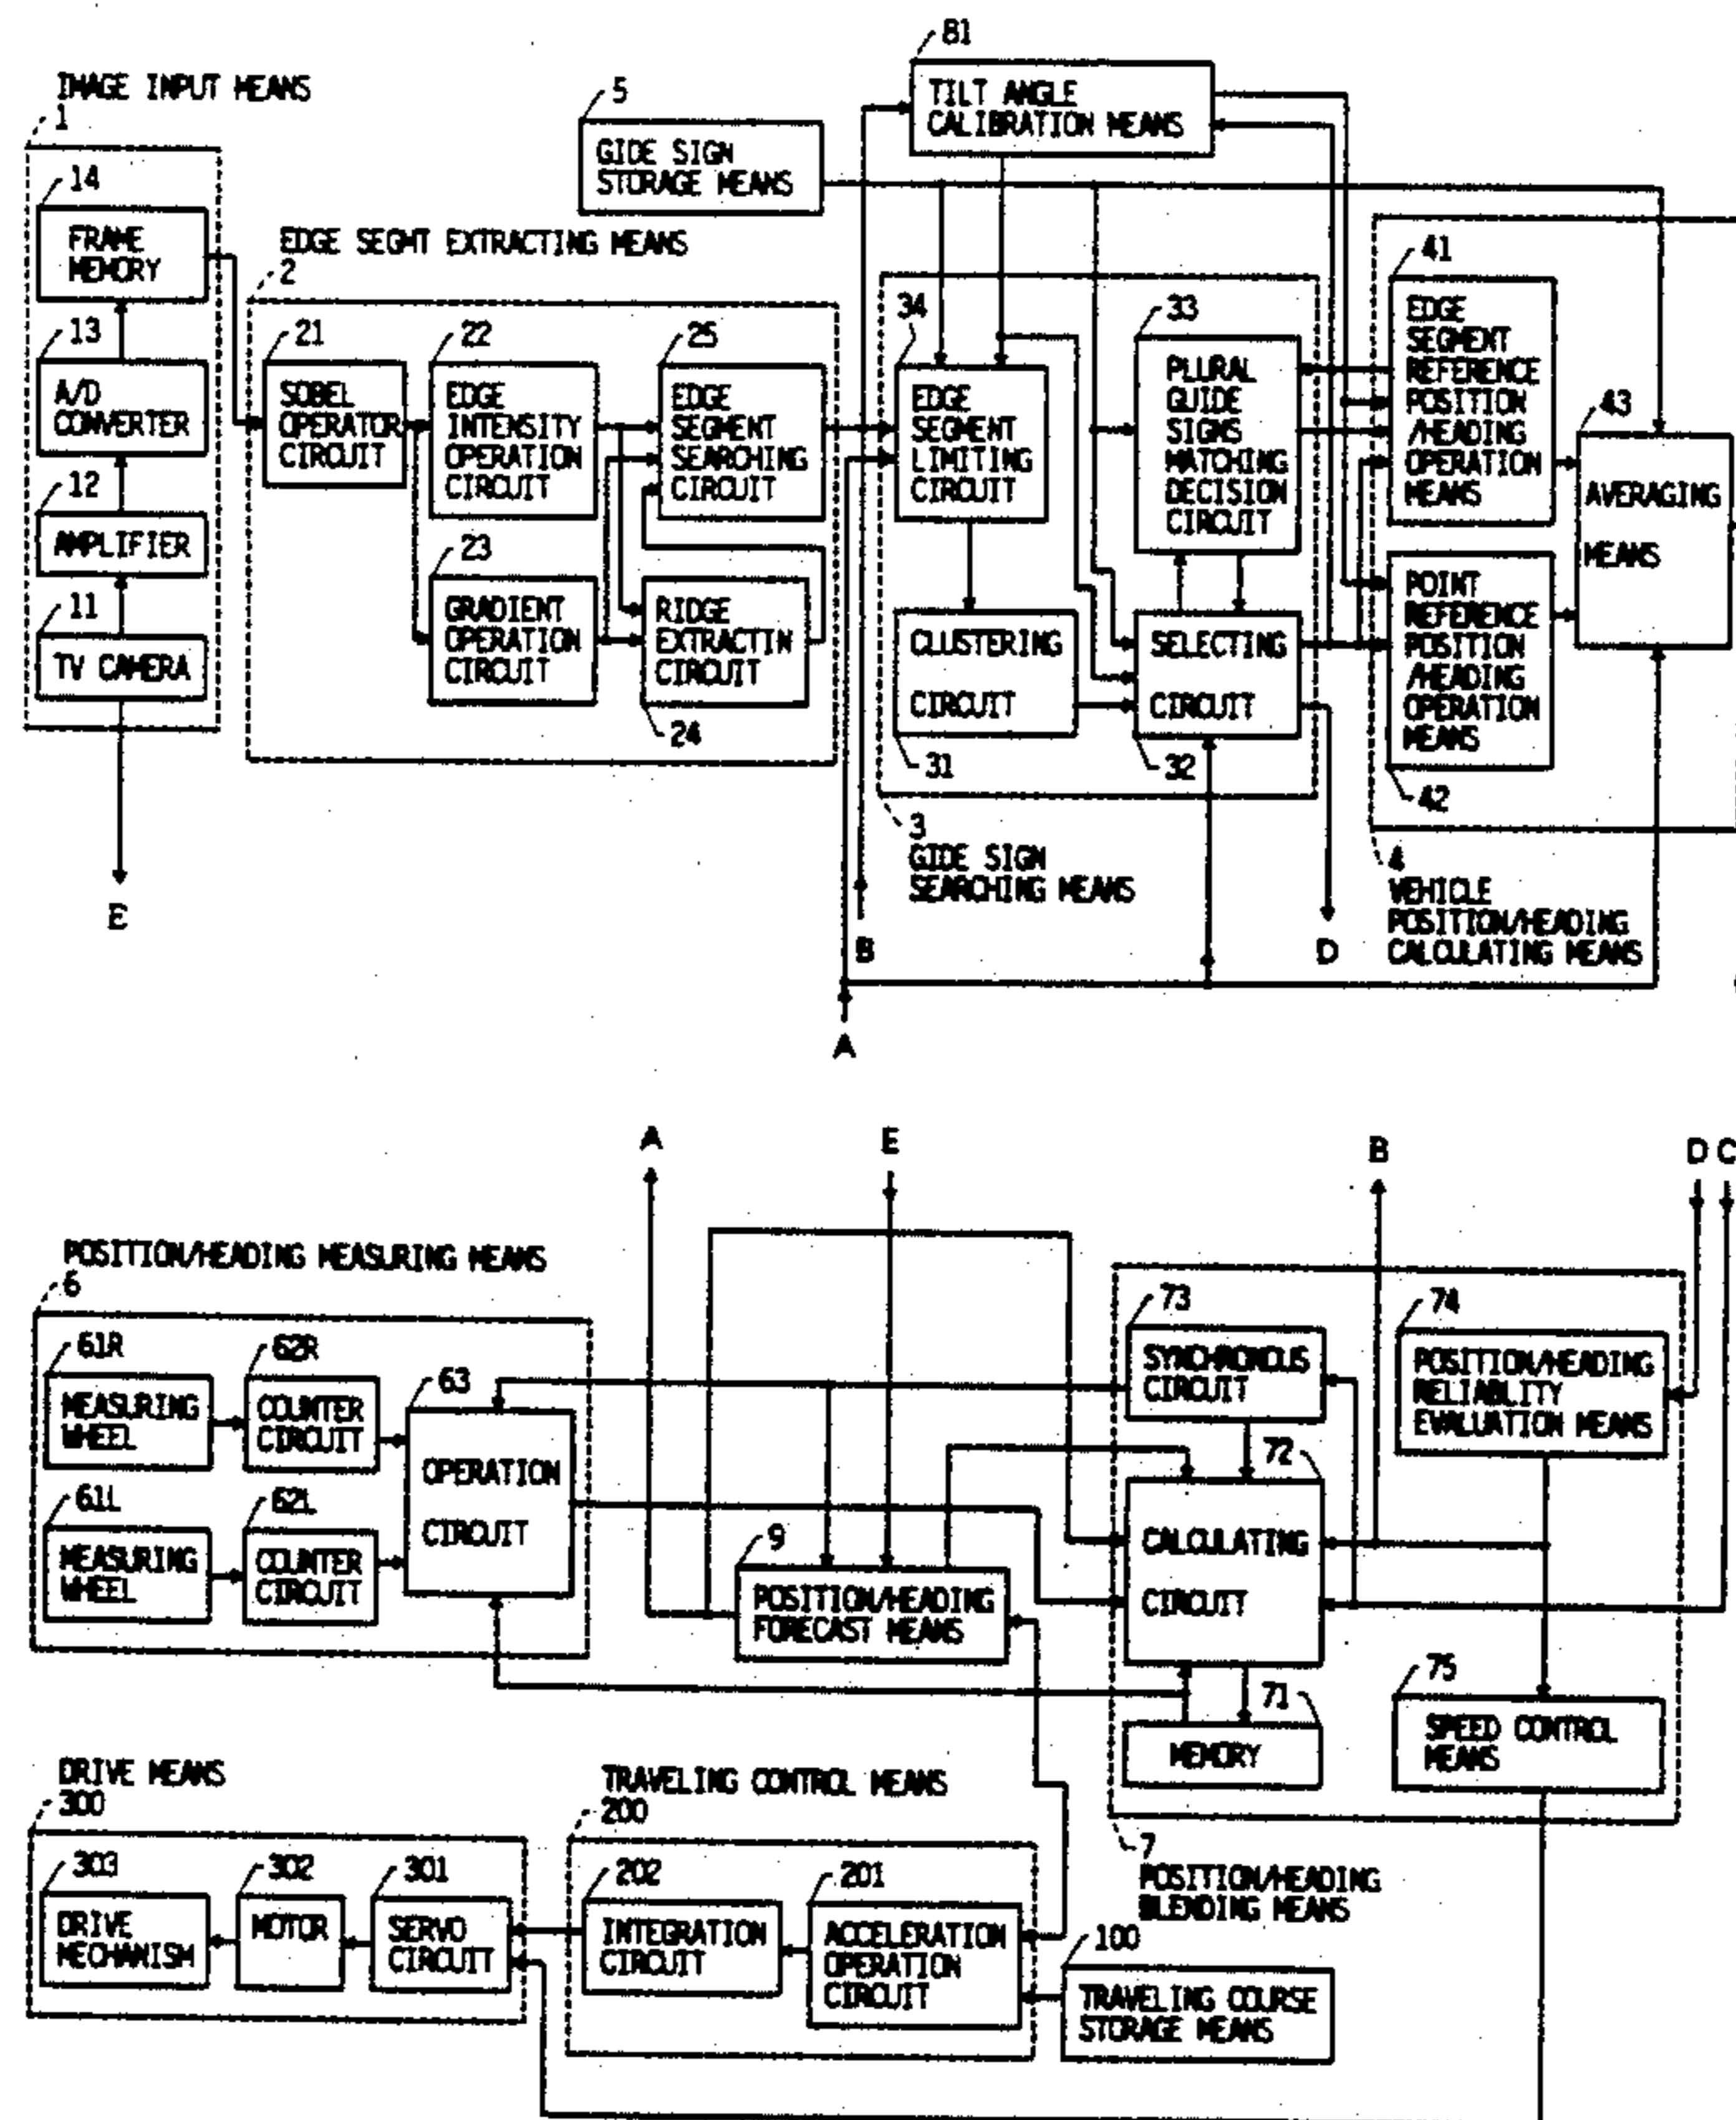 IMAGE INPUT MEANS
1
14
FRAME
MEMORY
13
A/D
CONVERTER
12
AMPLIFIER
11
TV CAMERA
E
5
GIDE SIGN
STORAGE MEANS
81
TILT ANGLE
CALIBRATION MEANS
EDGE SEGMT EXTRACTING MEANS
2
21
SOBEL
OPERATOR
CIRCUIT
22
EDGE
INTENSITY
OPERATION
CIRCUIT
25
EDGE
SEGMENT
SEARCHING
CIRCUIT
23
GRADIENT
OPERATION
CIRCUIT
RIDGE
EXTRACTIN
CIRCUIT
24
34
EDGE
SEGMENT
LIMITING
CIRCUIT
33
PLURAL
GUIDE
SIGNS
MATCHING
DECISION
CIRCUIT
CLUSTERING
CIRCUIT
31
SELECTING
CIRCUIT
32
3
GIDE SIGN
SEARCHING MEANS
41
EDGE
SEGMENT
REFERENCE
POSITION
/HEADING
OPERATION
MEANS
43
AVERAGING
MEANS
POINT
REFERENCE
POSITION
/HEADING
OPERATION
MEANS
42
4
VEHICLE
POSITION/HEADING
CALCULATING MEANS
B
D
A
A
E
B
D C
POSITION/HEADING MEASURING MEANS
6
61R
MEASURING
WHEEL
62R
COUNTER
CIRCUIT
63
OPERATION
CIRCUIT
61L
MEASURING
WHEEL
62L
COUNTER
CIRCUIT
9
POSITION/HEADING
FORECAST MEANS
73
SYNCHRONOUS
CIRCUIT
74
POSITION/HEADING
RELIABLITY
EVALUATION MEANS
72
CALCULATING
CIRCUIT
71
MEMORY
75
SPEED CONTROL
MEANS
7
POSITION/HEADING
BLENDING MEANS
DRIVE MEANS
300
303
DRIVE
MECHANISM
302
MOTOR
301
SERVO
CIRCUIT
TRAVELING CONTROL MEANS
200
202
INTEGRATION
CIRCUIT
201
ACCELERATION
OPERATION
CIRCUIT
100
TRAVELING COURSE
STORAGE MEANS